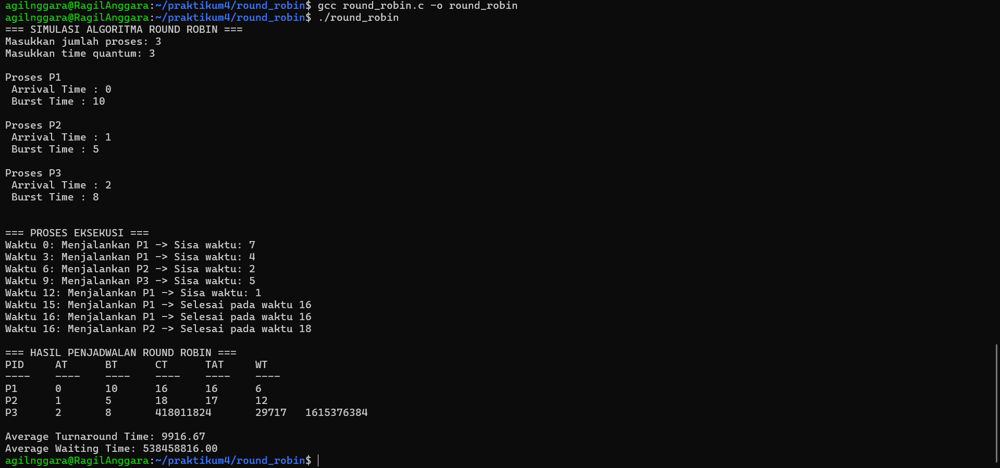 agilnggara@RagilAnggara:~/praktikum4/round_robin$ gcc round_robin.c -o round_robin
agilnggara@RagilAnggara:~/praktikum4/round_robin$ ./round_robin
=== SIMULASI ALGORITMA ROUND ROBIN ===
Masukkan jumlah proses: 3
Masukkan time quantum: 3

Proses P1
 Arrival Time : 0
 Burst Time : 10

Proses P2
 Arrival Time : 1
 Burst Time : 5

Proses P3
 Arrival Time : 2
 Burst Time : 8


=== PROSES EKSEKUSI ===
Waktu 0: Menjalankan P1 -> Sisa waktu: 7
Waktu 3: Menjalankan P1 -> Sisa waktu: 4
Waktu 6: Menjalankan P2 -> Sisa waktu: 2
Waktu 9: Menjalankan P3 -> Sisa waktu: 5
Waktu 12: Menjalankan P1 -> Sisa waktu: 1
Waktu 15: Menjalankan P1 -> Selesai pada waktu 16
Waktu 16: Menjalankan P1 -> Selesai pada waktu 16
Waktu 16: Menjalankan P2 -> Selesai pada waktu 18

=== HASIL PENJADWALAN ROUND ROBIN ===
PID     AT      BT      CT      TAT     WT
----    ----    ----    ----    ----    ----
P1      0       10      16      16      6
P2      1       5       18      17      12
P3      2       8       418011824       29717   1615376384

Average Turnaround Time: 9916.67
Average Waiting Time: 538458816.00
agilnggara@RagilAnggara:~/praktikum4/round_robin$